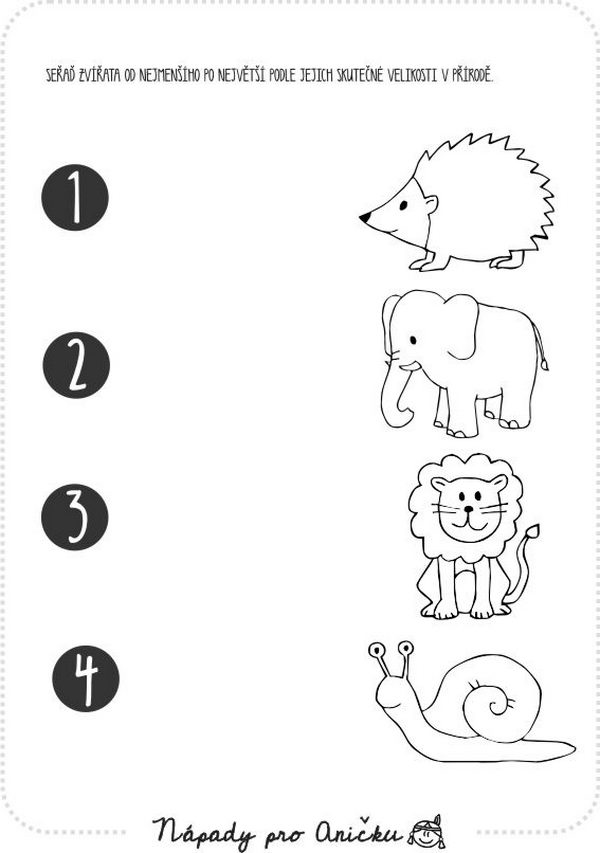 SEŘAĎ ZVÍŘATA OD NEJMENŠÍHO PO NEJVĚTŠÍ PODLE JEJICH SKUTEČNÉ VELIKOSTI V PŘÍRODĚ.
1
2
3
4
Nápady pro Aničku